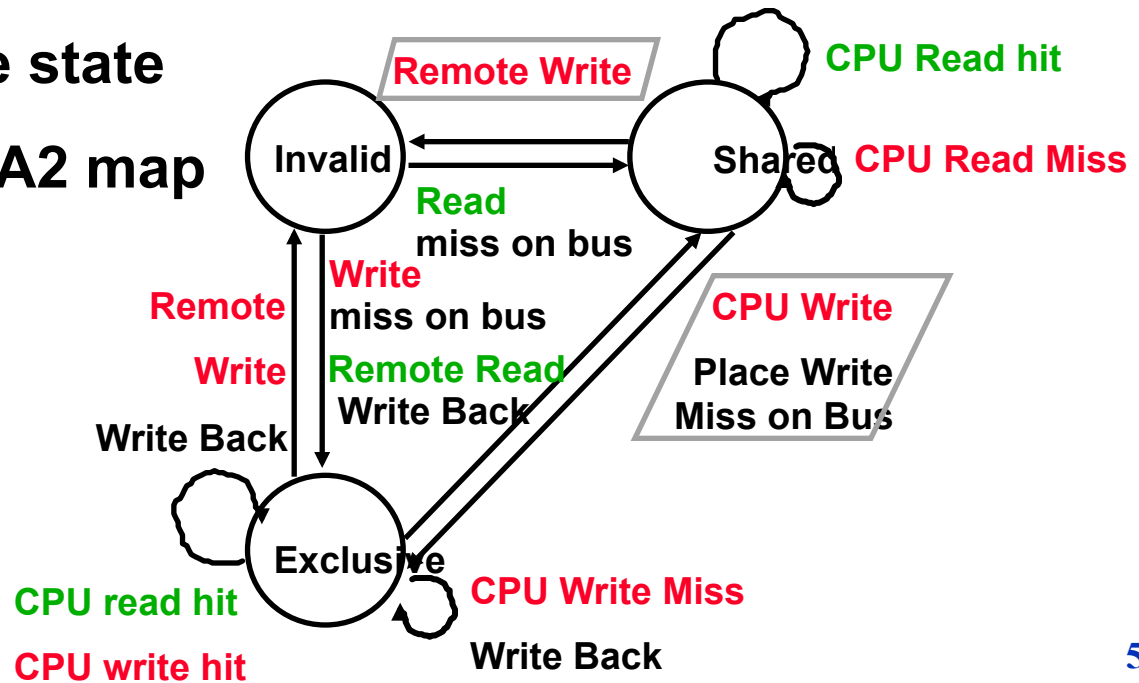 e state
A2 map
Remote Write
CPU Read hit
Invalid
Shared
CPU Read Miss
Read
miss on bus
Write
miss on bus
Remote
Write
Write Back
Remote Read
Write Back
CPU Write
Place Write
Miss on Bus
Exclusive
CPU read hit
CPU write hit
CPU Write Miss
Write Back
5